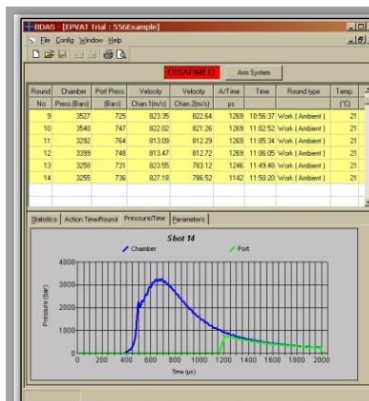 BDAS - [EPVAT Trial : 556Example]
File Config Window Help
DISARMED Arm System
Round Chamber Port Press. Velocity Velocity A/Time Time Round type Temp.
No. Press.(Bars) (Bars) Chan.1(m/s) Chan.2(m/s) µs (°C)
9 3527 725 823.35 822.64 1269 10:56:37 Work ( Ambient ) 21
10 3540 747 822.02 821.26 1269 11:02:52 Work ( Ambient ) 21
11 3292 764 813.09 812.29 1269 11:05:34 Work ( Ambient ) 21
12 3399 748 813.47 812.72 1269 11:06:05 Work ( Ambient ) 21
13 3250 731 823.55 783.12 1246 11:49:48 Work ( Ambient ) 21
14 3255 736 827.18 786.52 1142 11:50:20 Work ( Ambient ) 21
Statistics Action Time/Round Pressure/Time Parameters
Shot 14
Chamber Port
Pressure (bar)
4000
3000
2000
1000
0
0 200 400 600 800 1000 1200 1400 1600 1800 2000
Time (µs)